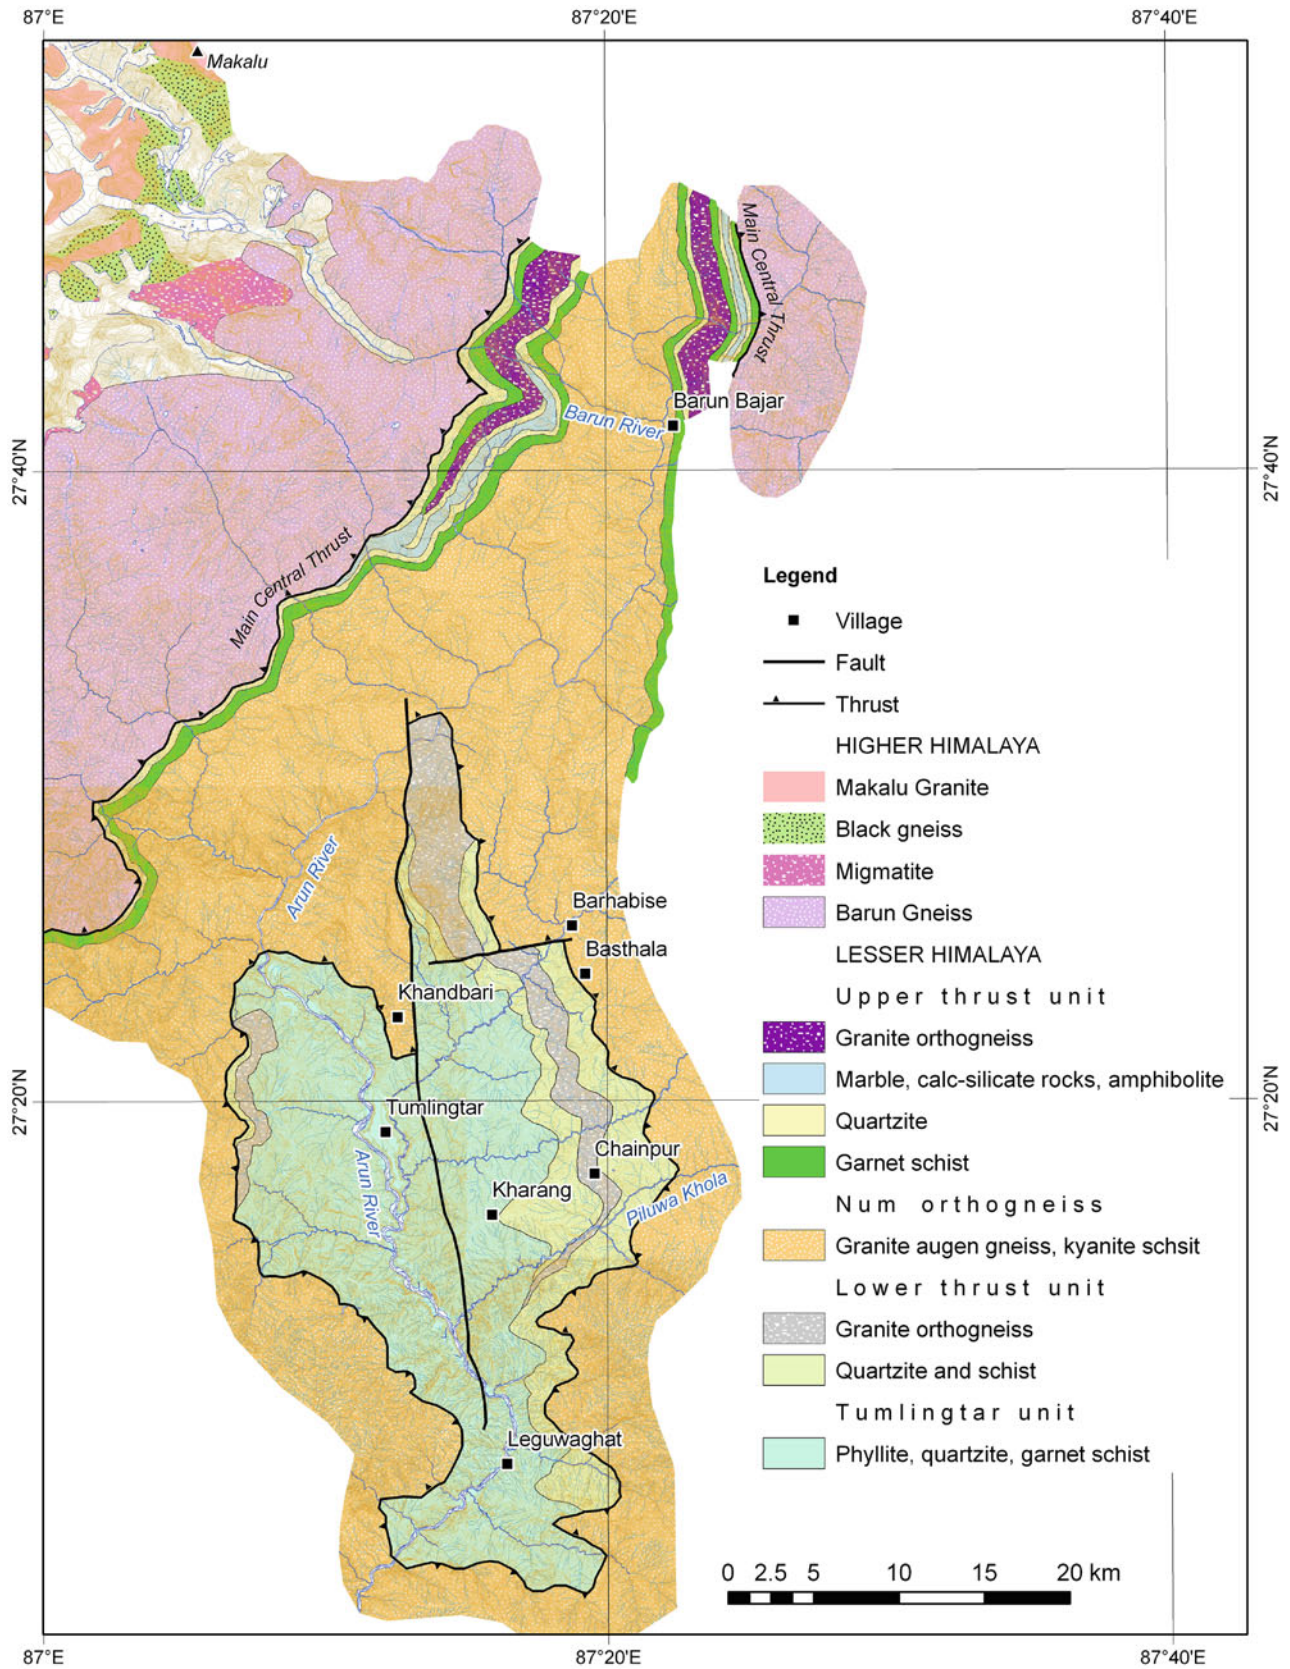 87°E
87°20'E
87°40'E
Makalu
Main Central Thrust
Barun Bajar
Barun River
27°40'N
27°40'N
Main Central Thrust
Legend
Village
Fault
Thrust
HIGHER HIMALAYA
Makalu Granite
Black gneiss
Migmatite
Barun Gneiss
LESSER HIMALAYA
Upper thrust unit
Granite orthogneiss
Marble, calc-silicate rocks, amphibolite
Quartzite
Garnet schist
Num orthogneiss
Granite augen gneiss, kyanite schsit
Lower thrust unit
Granite orthogneiss
Quartzite and schist
Tumlingtar unit
Phyllite, quartzite, garnet schist
Arun River
Barhabise
Basthala
Khandbari
27°20'N
27°20'N
Tumlingtar
Chainpur
Arun River
Kharang
Piluwa Khola
Leguwaghat
0 2.5 5 10 15 20 km
87°E
87°20'E
87°40'E